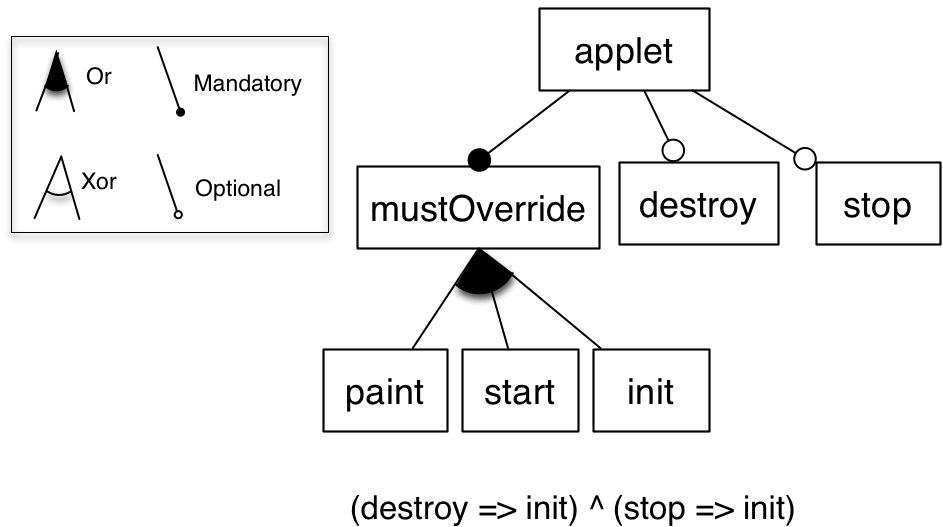 applet
Or
Mandatory
Xor
Optional
mustOverride
destroy
stop
paint
start
init
(destroy => init) ^ (stop => init)